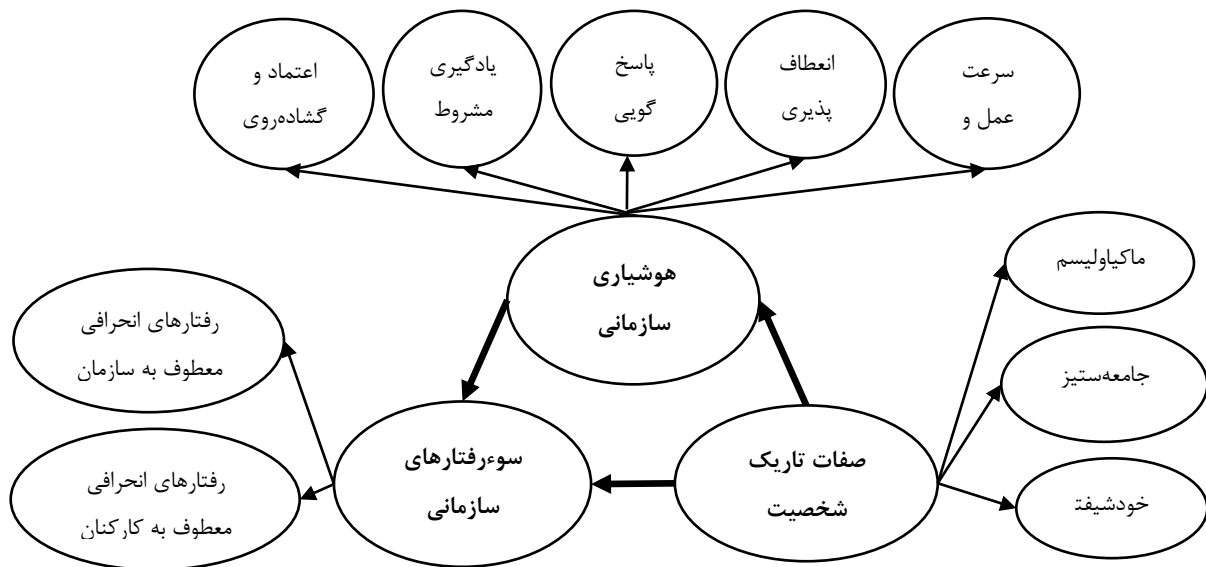 سرعت
عمل و
انعطاف
پذیری
پاسخ
گویی
یادگیری
مشروط
اعتماد و
گشاده‌روی
هوشیاری
سازمانی
ماکیاولیسم
جامعه‌ستیز
خودشیفت
صفات تاریک
شخصیت
سوءرفتارهای
سازمانی
رفتارهای انحرافی
معطوف به سازمان
رفتارهای انحرافی
معطوف به کارکنان